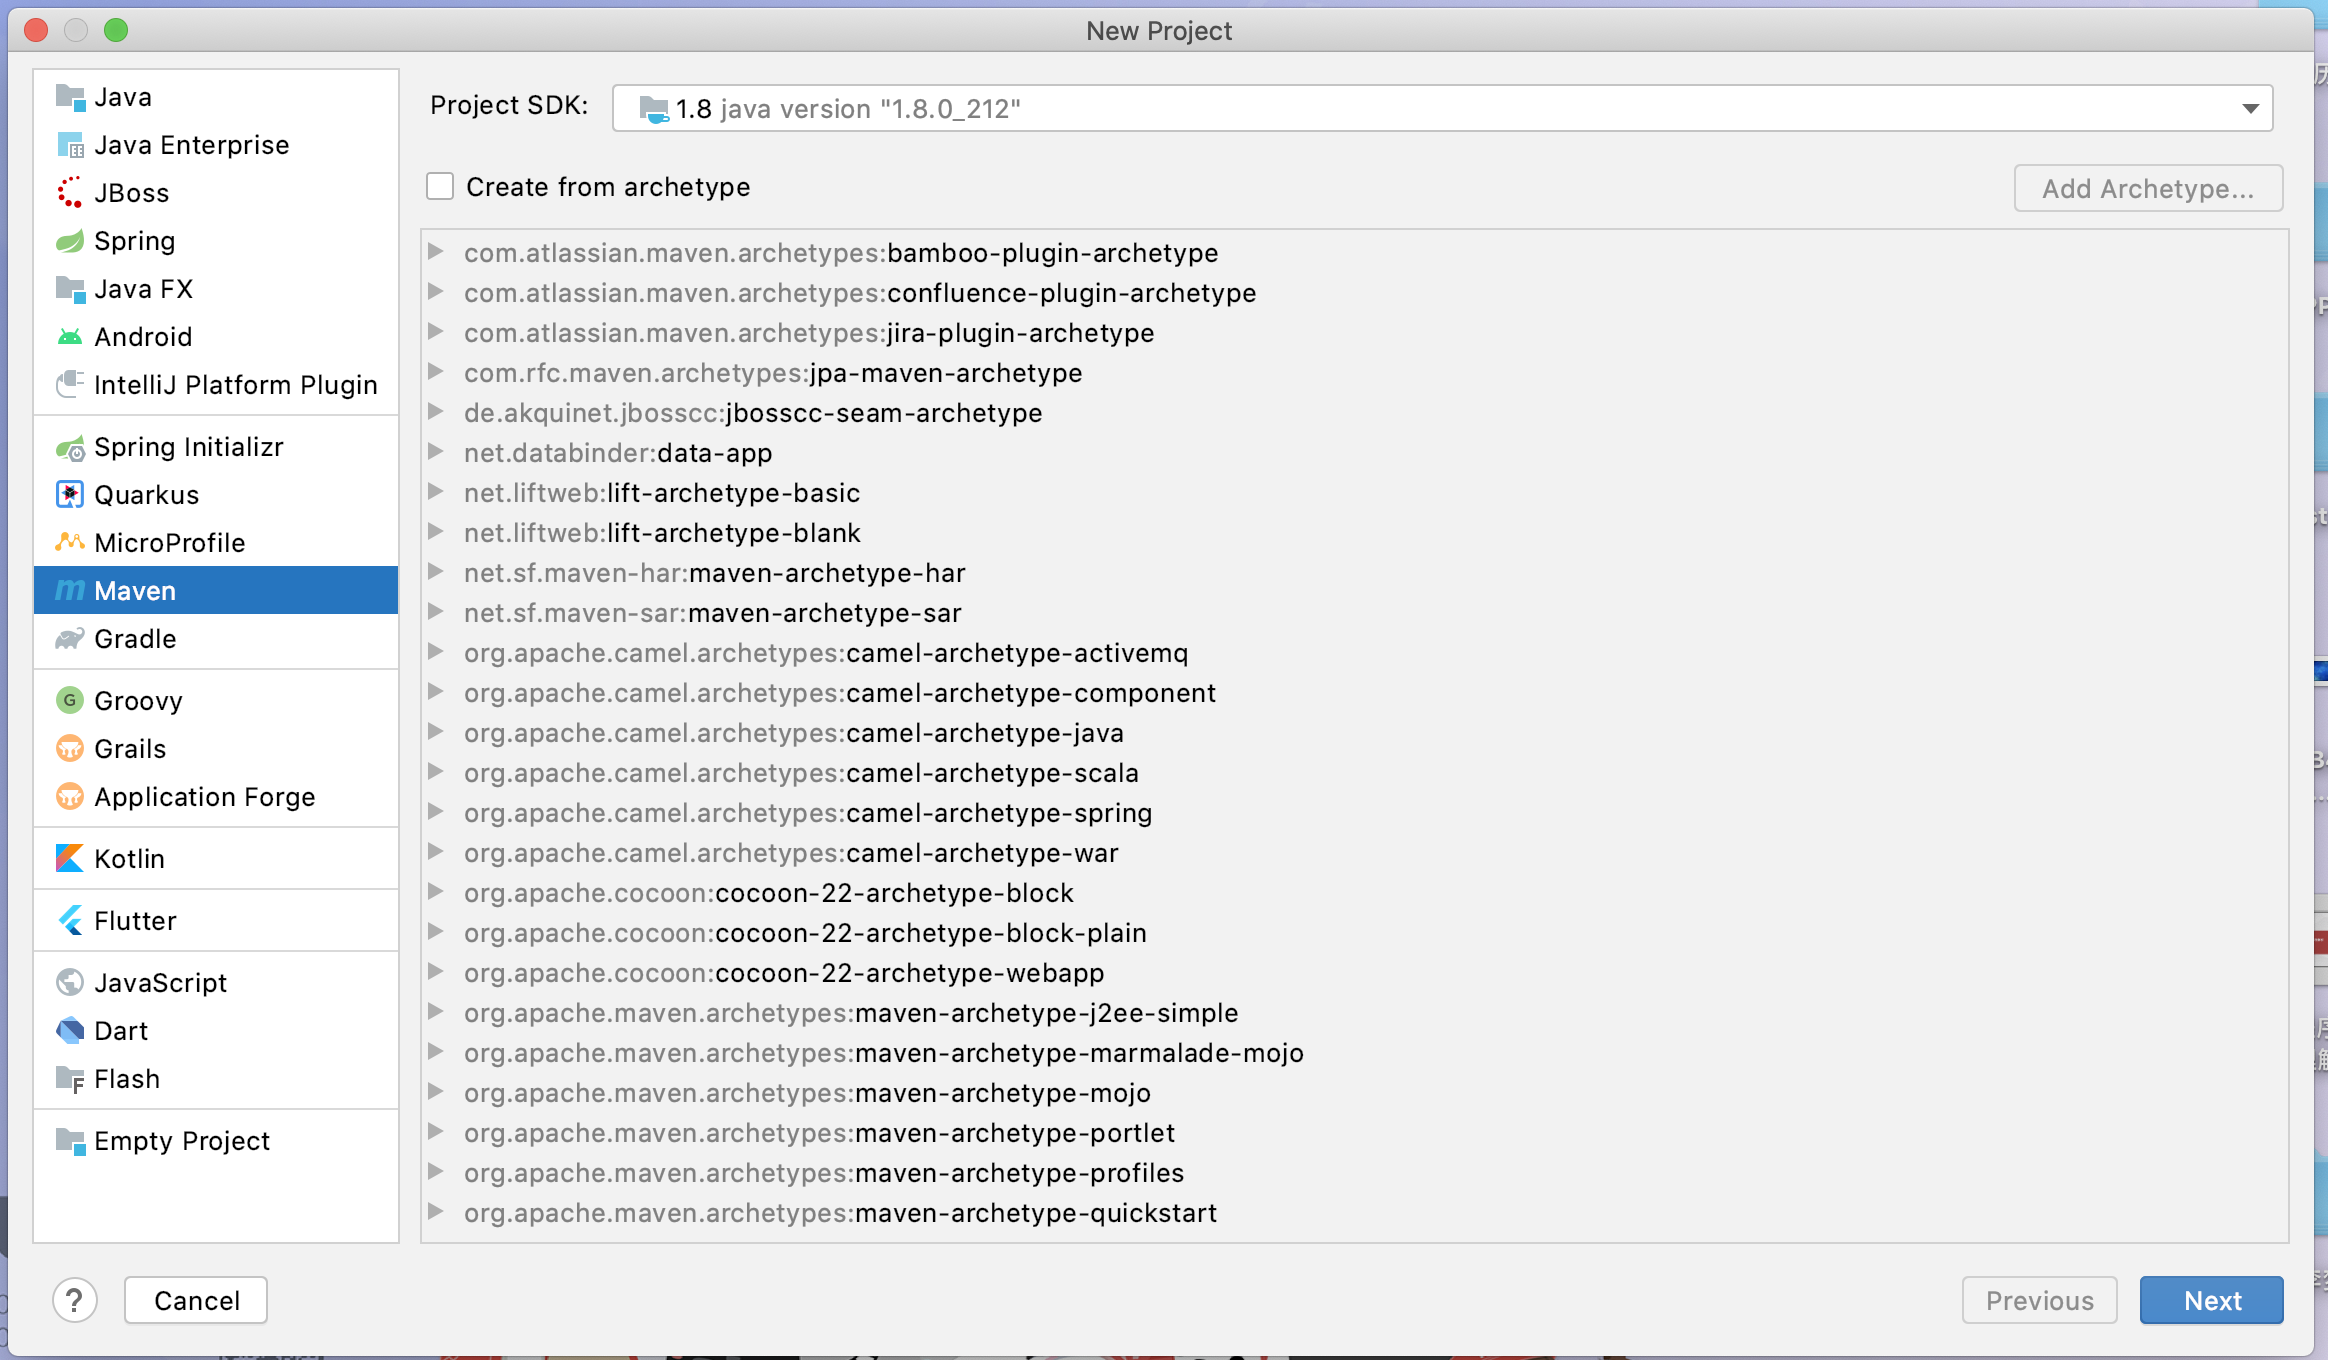 New Project
Java
Java Enterprise
JBoss
Spring
Java FX
Android
IntelliJ Platform Plugin
Spring Initializr
Quarkus
MicroProfile
Maven
Gradle
Groovy
Grails
Application Forge
Kotlin
Flutter
JavaScript
Dart
Flash
Empty Project
Project SDK: 1.8 java version "1.8.0_212"
Create from archetype
Add Archetype...
com.atlassian.maven.archetypes:bamboo-plugin-archetype
com.atlassian.maven.archetypes:confluence-plugin-archetype
com.atlassian.maven.archetypes:jira-plugin-archetype
com.rfc.maven.archetypes:jpa-maven-archetype
de.akquinet.jbosscc:jbosscc-seam-archetype
net.databinder:data-app
net.liftweb:lift-archetype-basic
net.liftweb:lift-archetype-blank
net.sf.maven-har:maven-archetype-har
net.sf.maven-sar:maven-archetype-sar
org.apache.camel.archetypes:camel-archetype-activemq
org.apache.camel.archetypes:camel-archetype-component
org.apache.camel.archetypes:camel-archetype-java
org.apache.camel.archetypes:camel-archetype-scala
org.apache.camel.archetypes:camel-archetype-spring
org.apache.camel.archetypes:camel-archetype-war
org.apache.cocoon:cocoon-22-archetype-block
org.apache.cocoon:cocoon-22-archetype-block-plain
org.apache.cocoon:cocoon-22-archetype-webapp
org.apache.maven.archetypes:maven-archetype-j2ee-simple
org.apache.maven.archetypes:maven-archetype-marmalade-mojo
org.apache.maven.archetypes:maven-archetype-mojo
org.apache.maven.archetypes:maven-archetype-portlet
org.apache.maven.archetypes:maven-archetype-profiles
org.apache.maven.archetypes:maven-archetype-quickstart
?
Cancel
Previous
Next